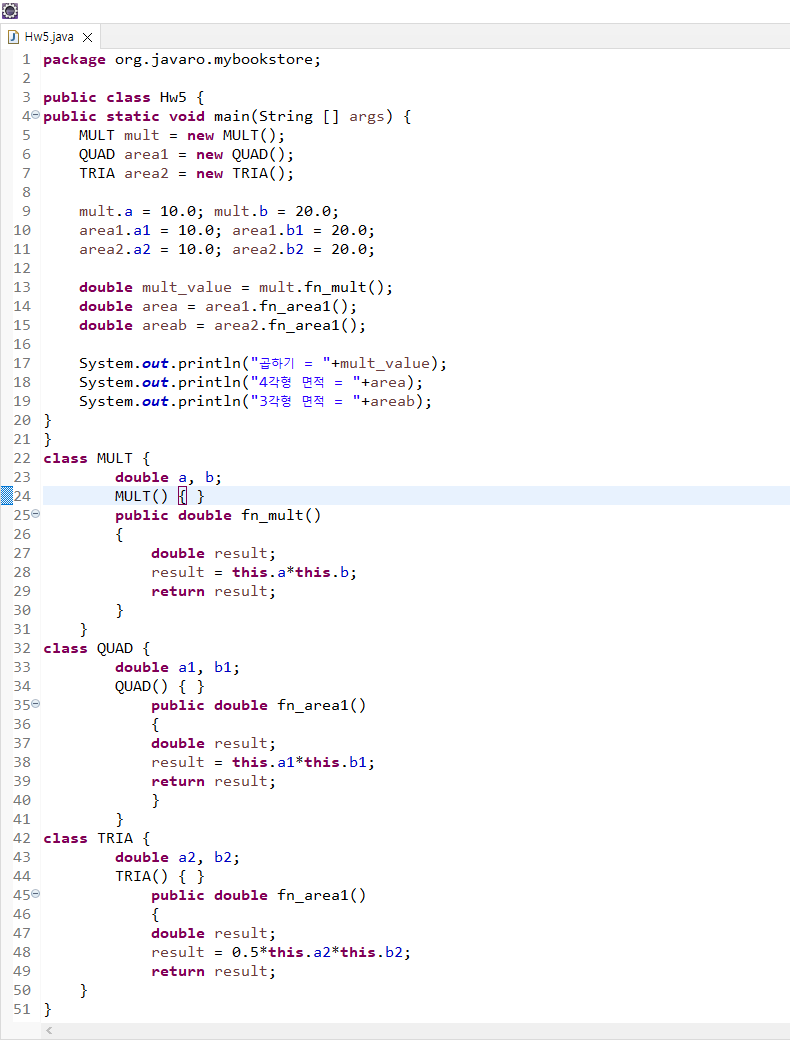 Hw5.java
1 package org.javaro.mybookstore;
2
3 public class Hw5 {
4 public static void main(String [] args) {
5 MULT mult = new MULT();
6 QUAD area1 = new QUAD();
7 TRIA area2 = new TRIA();
8
9 mult.a = 10.0; mult.b = 20.0;
10 area1.a1 = 10.0; area1.b1 = 20.0;
11 area2.a2 = 10.0; area2.b2 = 20.0;
12
13 double mult_value = mult.fn_mult();
14 double area = area1.fn_area1();
15 double areab = area2.fn_area1();
16
17 System.out.println("곱하기 = "+mult_value);
18 System.out.println("4각형 면적 = "+area);
19 System.out.println("3각형 면적 = "+areab);
20 }
21 }
22 class MULT {
23 double a, b;
24 MULT() { }
25 public double fn_mult()
26 {
27 double result;
28 result = this.a*this.b;
29 return result;
30 }
31 }
32 class QUAD {
33 double a1, b1;
34 QUAD() { }
35 public double fn_area1()
36 {
37 double result;
38 result = this.a1*this.b1;
39 return result;
40 }
41 }
42 class TRIA {
43 double a2, b2;
44 TRIA() { }
45 public double fn_area1()
46 {
47 double result;
48 result = 0.5*this.a2*this.b2;
49 return result;
50 }
51 }